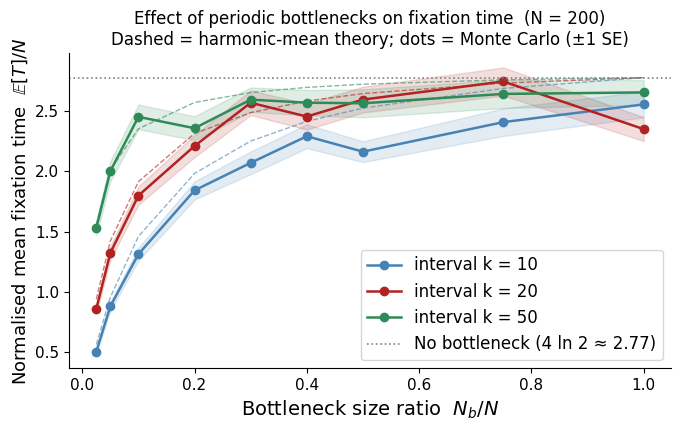 Effect of periodic bottlenecks on fixation time  (N = 200)
Dashed = harmonic-mean theory; dots = Monte Carlo (±1 SE)
Normalised mean fixation time 𝔼[T]/N
2.5
2.0
1.5
1.0
0.5
interval k = 10
interval k = 20
interval k = 50
No bottleneck (4 ln 2 ≈ 2.77)
0.0 0.2 0.4 0.6 0.8 1.0
Bottleneck size ratio N_b/N